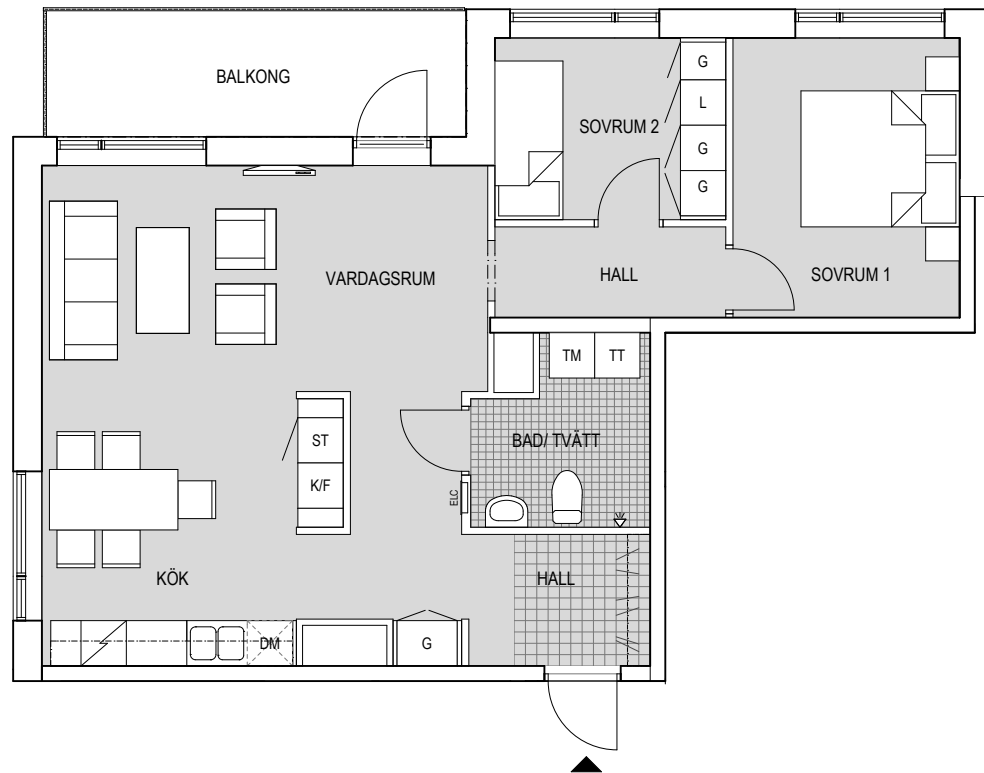 BALKONG
G
L
SOVRUM 2
G
G
VARDAGSRUM
HALL
SOVRUM 1
TM
TT
ST
BAD/ TVÄTT
K/F
ELC
KÖK
HALL
DM
G